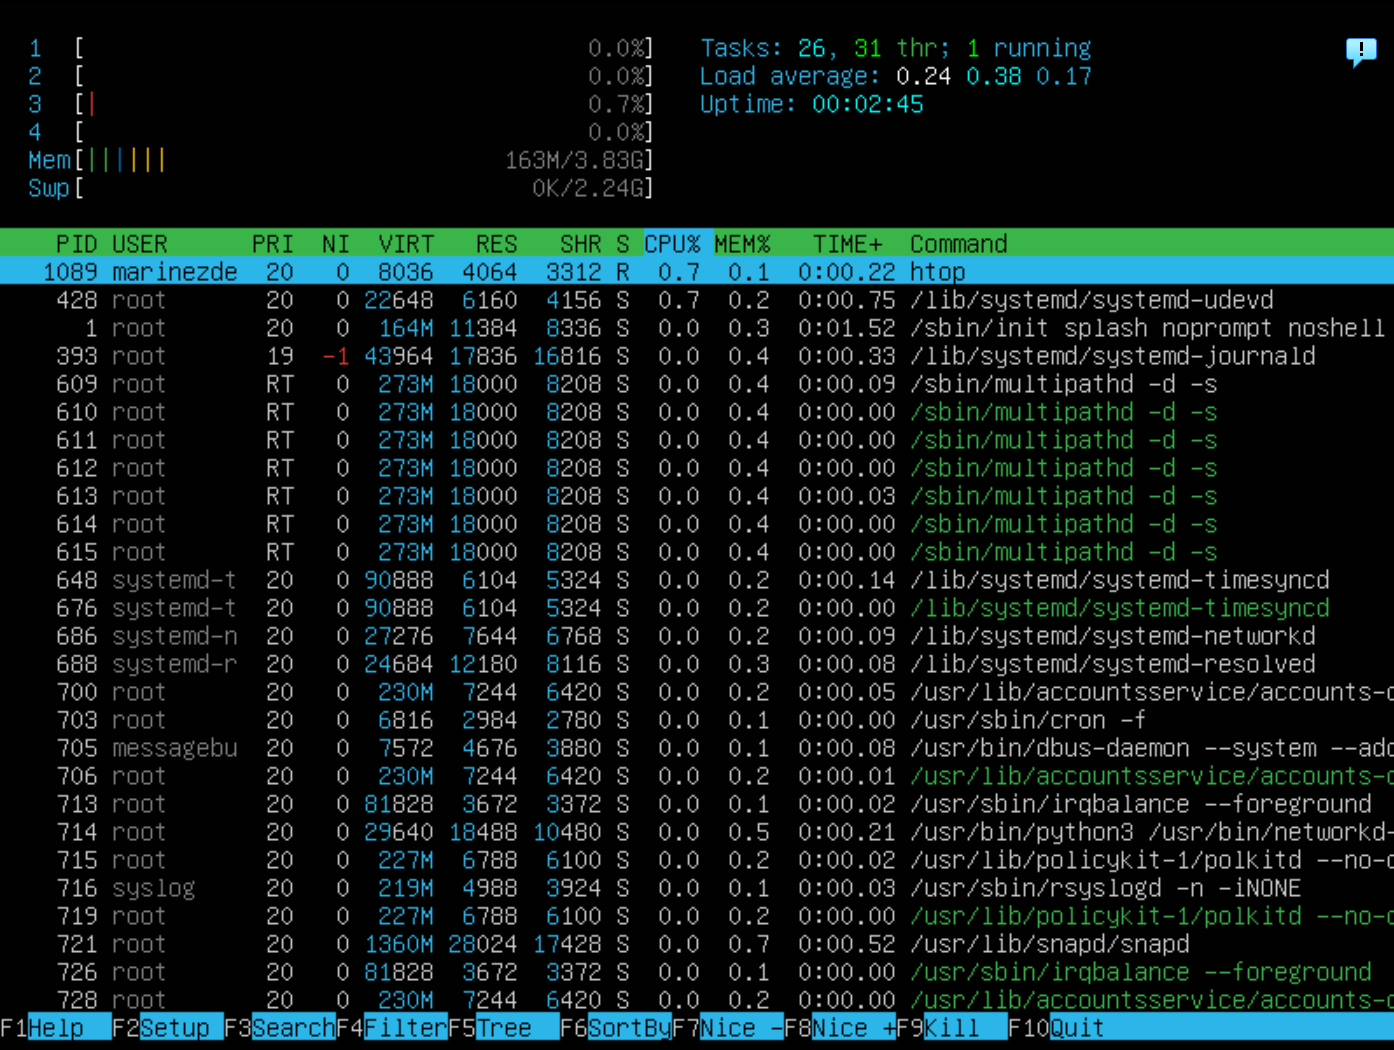 1 [ 0.0%] Tasks: 26, 31 thr; 1 running
2 [ 0.0%] Load average: 0.24 0.38 0.17
3 [| 0.7%] Uptime: 00:02:45
4 [ 0.0%]
Mem[|||||| 163M/3.83G]
Swp[ 0K/2.24G]
PID USER PRI NI VIRT RES SHR S CPU% MEM% TIME+ Command
1089 marinezde 20 0 8036 4064 3312 R 0.7 0.1 0:00.22 htop
428 root 20 0 22648 6160 4156 S 0.7 0.2 0:00.75 /lib/systemd/systemd-udevd
1 root 20 0 164M 11384 8336 S 0.0 0.3 0:01.52 /sbin/init splash noprompt noshell
393 root 19 -1 43964 17836 16816 S 0.0 0.4 0:00.33 /lib/systemd/systemd-journald
609 root RT 0 273M 18000 8208 S 0.0 0.4 0:00.09 /sbin/multipathd -d -s
610 root RT 0 273M 18000 8208 S 0.0 0.4 0:00.00 /sbin/multipathd -d -s
611 root RT 0 273M 18000 8208 S 0.0 0.4 0:00.00 /sbin/multipathd -d -s
612 root RT 0 273M 18000 8208 S 0.0 0.4 0:00.00 /sbin/multipathd -d -s
613 root RT 0 273M 18000 8208 S 0.0 0.4 0:00.03 /sbin/multipathd -d -s
614 root RT 0 273M 18000 8208 S 0.0 0.4 0:00.00 /sbin/multipathd -d -s
615 root RT 0 273M 18000 8208 S 0.0 0.4 0:00.00 /sbin/multipathd -d -s
648 systemd-t 20 0 90888 6104 5324 S 0.0 0.2 0:00.14 /lib/systemd/systemd-timesyncd
676 systemd-t 20 0 90888 6104 5324 S 0.0 0.2 0:00.00 /lib/systemd/systemd-timesyncd
686 systemd-n 20 0 27276 7644 6768 S 0.0 0.2 0:00.09 /lib/systemd/systemd-networkd
688 systemd-r 20 0 24684 12180 8116 S 0.0 0.3 0:00.08 /lib/systemd/systemd-resolved
700 root 20 0 230M 7244 6420 S 0.0 0.2 0:00.05 /usr/lib/accountsservice/accounts-d
703 root 20 0 6816 2984 2780 S 0.0 0.1 0:00.00 /usr/sbin/cron -f
705 messagebu 20 0 7572 4676 3880 S 0.0 0.1 0:00.08 /usr/bin/dbus-daemon --system --add
706 root 20 0 230M 7244 6420 S 0.0 0.2 0:00.01 /usr/lib/accountsservice/accounts-d
713 root 20 0 81828 3672 3372 S 0.0 0.1 0:00.02 /usr/sbin/irqbalance --foreground
714 root 20 0 29640 18488 10480 S 0.0 0.5 0:00.21 /usr/bin/python3 /usr/bin/networkd-
715 root 20 0 227M 6788 6100 S 0.0 0.2 0:00.02 /usr/lib/policykit-1/polkitd --no-d
716 syslog 20 0 219M 4988 3924 S 0.0 0.1 0:00.03 /usr/sbin/rsyslogd -n -iNONE
719 root 20 0 227M 6788 6100 S 0.0 0.2 0:00.00 /usr/lib/policykit-1/polkitd --no-d
721 root 20 0 1360M 28024 17428 S 0.0 0.7 0:00.52 /usr/lib/snapd/snapd
726 root 20 0 81828 3672 3372 S 0.0 0.1 0:00.00 /usr/sbin/irqbalance --foreground
728 root 20 0 230M 7244 6420 S 0.0 0.2 0:00.00 /usr/lib/accountsservice/accounts-d
F1Help F2Setup F3SearchF4FilterF5Tree F6SortByF7Nice -F8Nice +F9Kill F10Quit